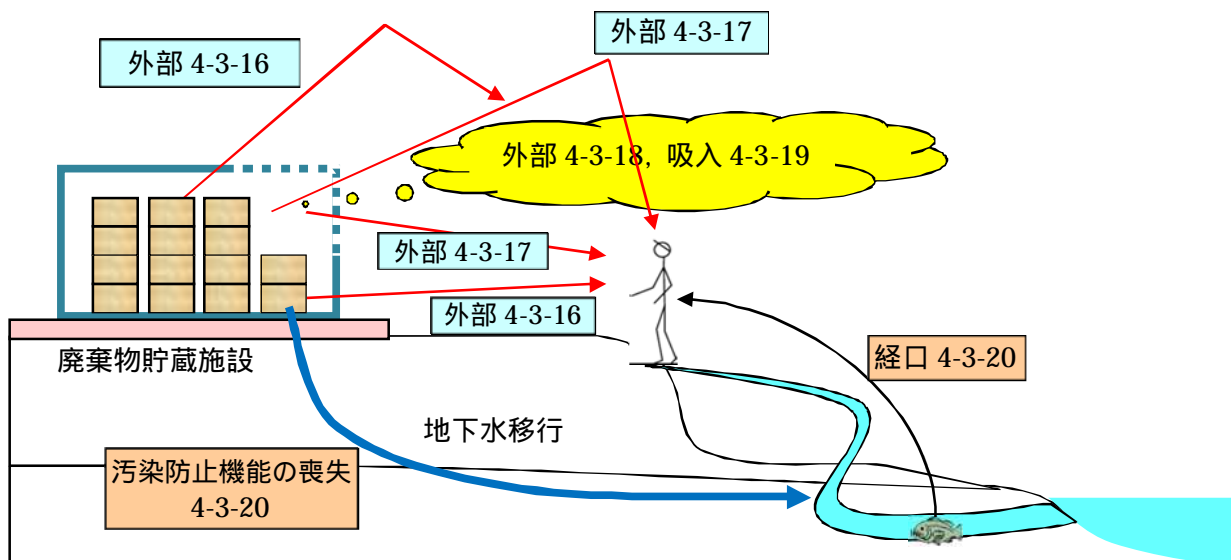 外部 4-3-16
外部 4-3-17
外部 4-3-18, 吸入 4-3-19
外部 4-3-17
外部 4-3-16
廃棄物貯蔵施設
経口 4-3-20
地下水移行
汚染防止機能の喪失
4-3-20